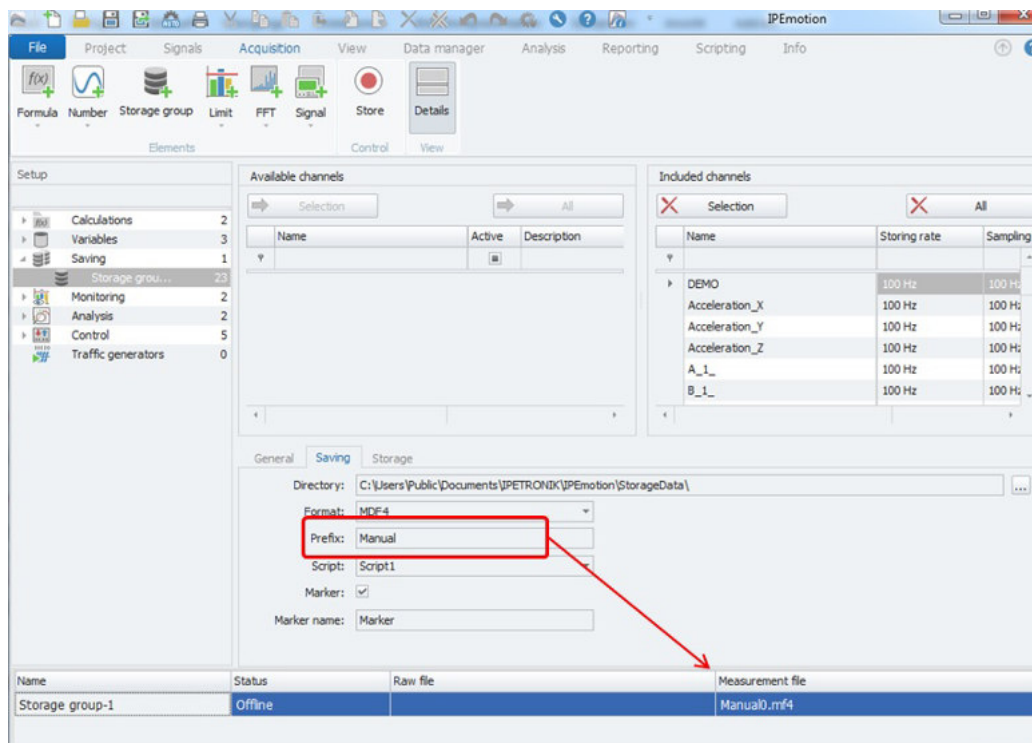 IPEmotion
File Project Signals Acquisition View Data manager Analysis Reporting Scripting Info
f(x)
Formula Number Storage group Limit FFT Signal Store Details
Elements Control View
Setup
Available channels
Included channels
Selection All
Selection All
Name Active Description
Name Storing rate Sampling
Calculations 2
Variables 3
Saving 1
Storage grou... 23
Monitoring 2
Analysis 2
Control 5
Traffic generators 0
DEMO 100 Hz 100 Hz
Acceleration_X 100 Hz 100 Hz
Acceleration_Y 100 Hz 100 Hz
Acceleration_Z 100 Hz 100 Hz
A_1_ 100 Hz 100 Hz
B_1_ 100 Hz 100 Hz
General Saving Storage
Directory: C:\Users\Public\Documents\IPETRONIK\IPEmotion\StorageData\ ...
Format: MDF4
Prefix: Manual
Script: Script1
Marker:
Marker name: Marker
Name Status Raw file Measurement file
Storage group-1 Offline Manual0.mf4